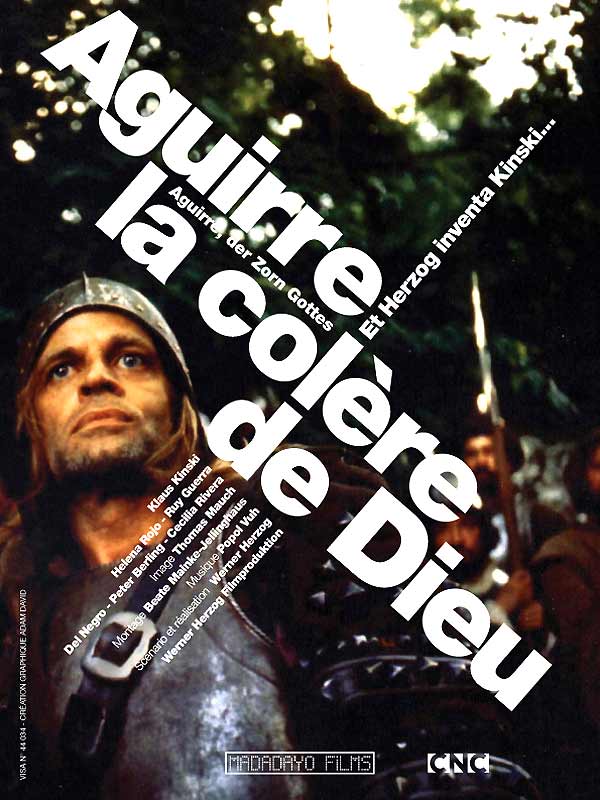 Aguirre
la colère
de Dieu
Aguirre, der Zorn Gottes
Et Herzog inventa Kinski...
Klaus Kinski
Helena Rojo - Ruy Guerra
Del Negro - Peter Berling - Cecilia Rivera
Image Thomas Mauch
Montage Beate Mainke-Jellinghaus
Musique Popol Vuh
Scénario et réalisation Werner Herzog
Werner Herzog Filmproduktion
VISA N° 44 034 - CRÉATION GRAPHIQUE ADAM DAVID
MADADAYO FILMS
CNC